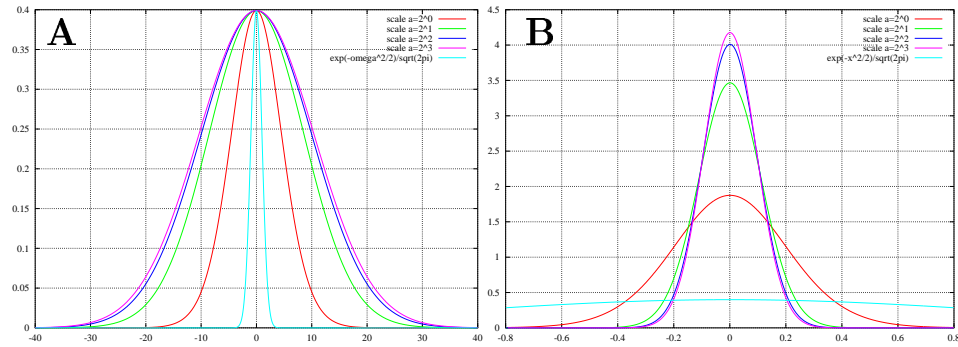 A
scale a=2^0
scale a=2^1
scale a=2^2
scale a=2^3
exp(-omega^2/2)/sqrt(2pi)
0.4
0.35
0.3
0.25
0.2
0.15
0.1
0.05
0
-40 -30 -20 -10 0 10 20 30 40
B
scale a=2^0
scale a=2^1
scale a=2^2
scale a=2^3
exp(-x^2/2)/sqrt(2pi)
4.5
4
3.5
3
2.5
2
1.5
1
0.5
0
-0.8 -0.6 -0.4 -0.2 0 0.2 0.4 0.6 0.8